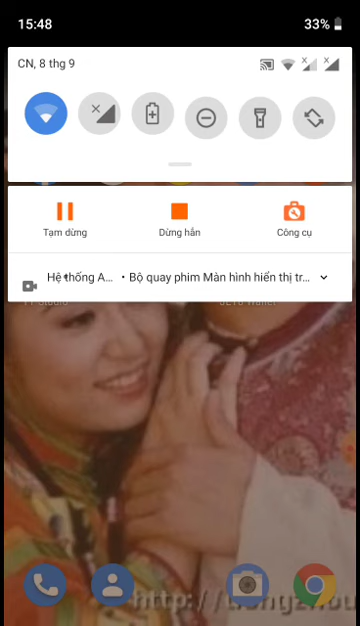 15:48
33%
CN, 8 thg 9
Tạm dừng
Dừng hẳn
Công cụ
Hệ thống A… • Bộ quay phim Màn hình hiển thị tr…